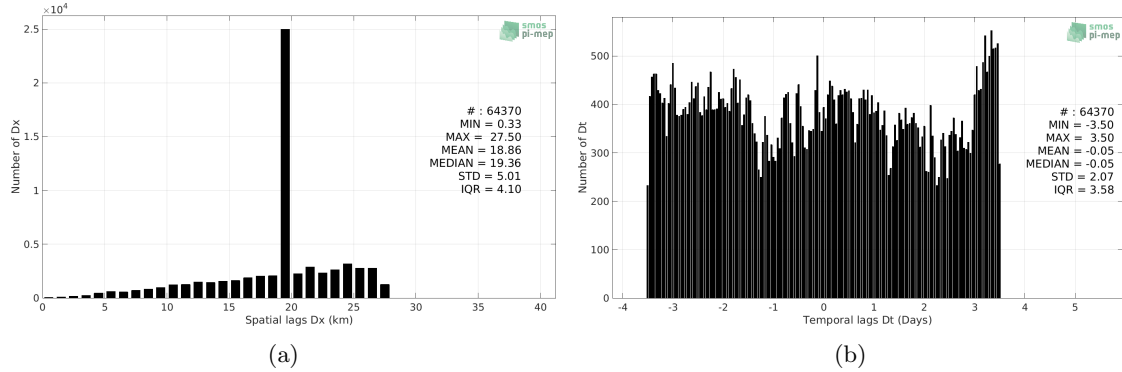 ×10⁴
2.5
2
1.5
1
0.5
0
Number of Dx
0 5 10 15 20 25 30 35 40
Spatial lags Dx (km)
smos
pi-mep
# : 64370
MIN = 0.33
MAX = 27.50
MEAN = 18.86
MEDIAN = 19.36
STD = 5.01
IQR = 4.10
(a)
500
400
300
200
100
0
Number of Dt
-4 -3 -2 -1 0 1 2 3 4 5
Temporal lags Dt (Days)
smos
pi-mep
# : 64370
MIN = -3.50
MAX = 3.50
MEAN = -0.05
MEDIAN = -0.05
STD = 2.07
IQR = 3.58
(b)